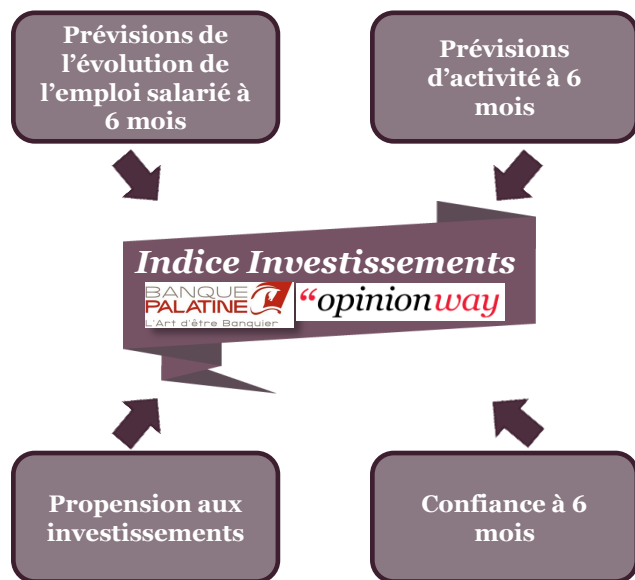 Prévisions de
l’évolution de
l’emploi salarié à
6 mois
Prévisions
d’activité à 6
mois
Indice Investissements
BANQUE
PALATINE
L'Art d'être Banquier
“opinionway
Propension aux
investissements
Confiance à 6
mois